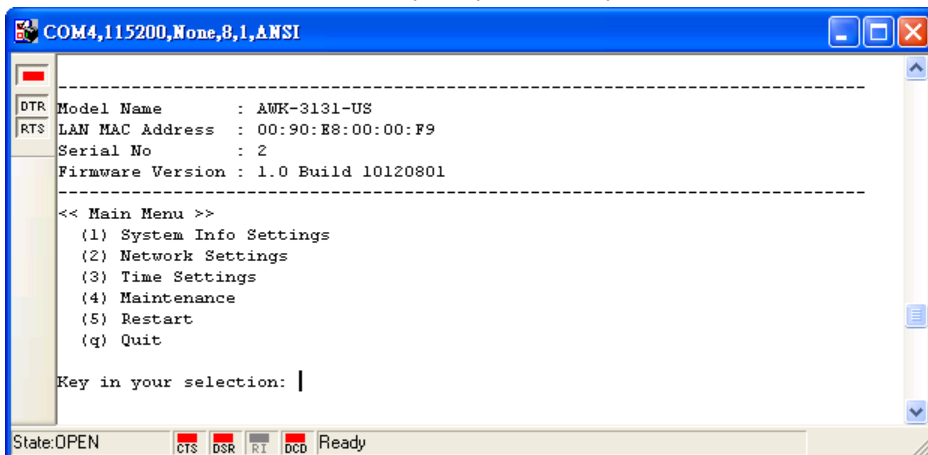 COM4,115200,None,8,1,ANSI
--------------------------------------------------------------------------------
DTR
RTS
Model Name : AWK-3131-US
LAN MAC Address : 00:90:E8:00:00:F9
Serial No : 2
Firmware Version : 1.0 Build 10120801
--------------------------------------------------------------------------------
<< Main Menu >>
(1) System Info Settings
(2) Network Settings
(3) Time Settings
(4) Maintenance
(5) Restart
(q) Quit
Key in your selection:
State:OPEN CTS DSR RI DCD Ready